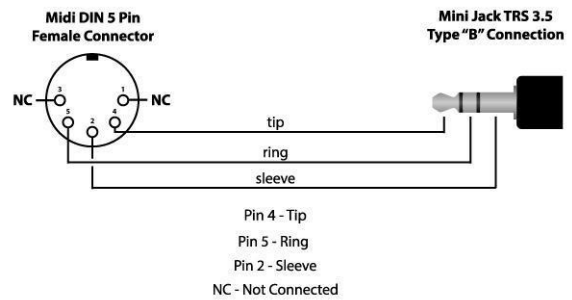 Midi DIN 5 Pin
Female Connector
Mini Jack TRS 3.5
Type “B” Connection
NC
3
1
NC
5
4
2
tip
ring
sleeve
Pin 4 - Tip
Pin 5 - Ring
Pin 2 - Sleeve
NC - Not Connected